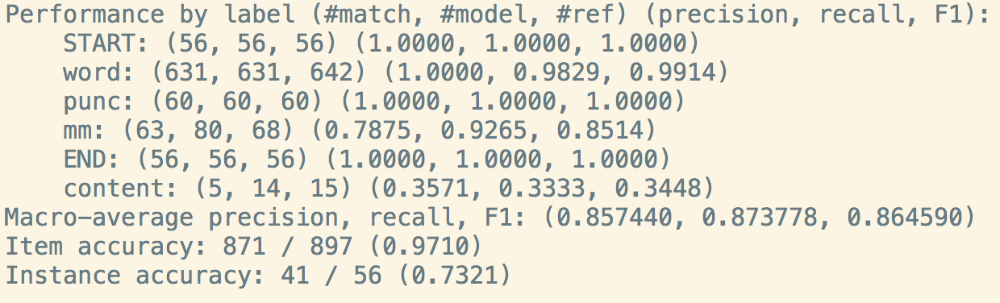 Performance by label (#match, #model, #ref) (precision, recall, F1):
START: (56, 56, 56) (1.0000, 1.0000, 1.0000)
word: (631, 631, 642) (1.0000, 0.9829, 0.9914)
punc: (60, 60, 60) (1.0000, 1.0000, 1.0000)
mm: (63, 80, 68) (0.7875, 0.9265, 0.8514)
END: (56, 56, 56) (1.0000, 1.0000, 1.0000)
content: (5, 14, 15) (0.3571, 0.3333, 0.3448)
Macro-average precision, recall, F1: (0.857440, 0.873778, 0.864590)
Item accuracy: 871 / 897 (0.9710)
Instance accuracy: 41 / 56 (0.7321)